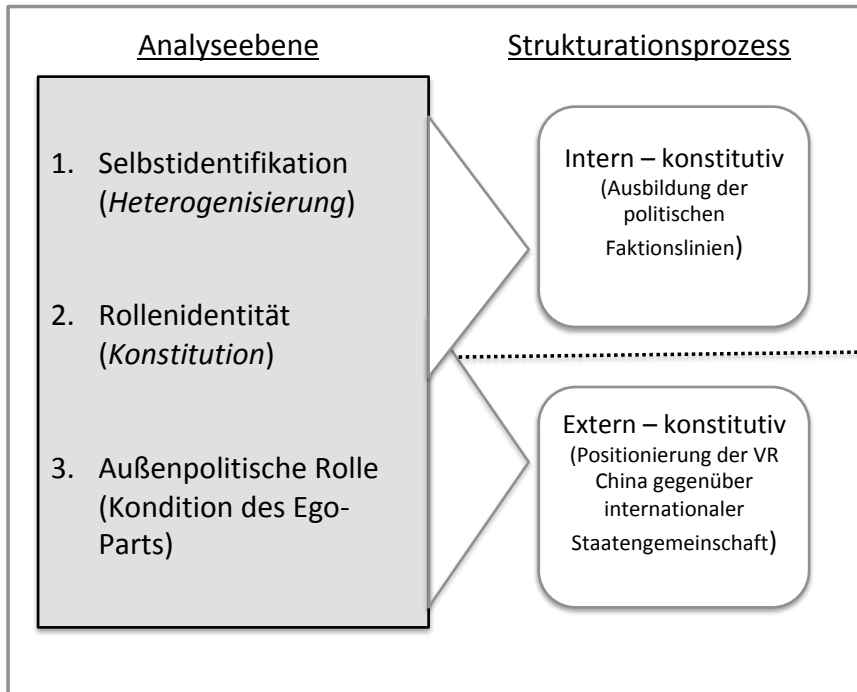 Analyseebene
Strukturationsprozess
1. Selbstidentifikation
(Heterogenisierung)
2. Rollenidentität
(Konstitution)
3. Außenpolitische Rolle
(Kondition des Ego-
Parts)
Intern – konstitutiv
(Ausbildung der
politischen
Faktionslinien)
Extern – konstitutiv
(Positionierung der VR
China gegenüber
internationaler
Staatengemeinschaft)